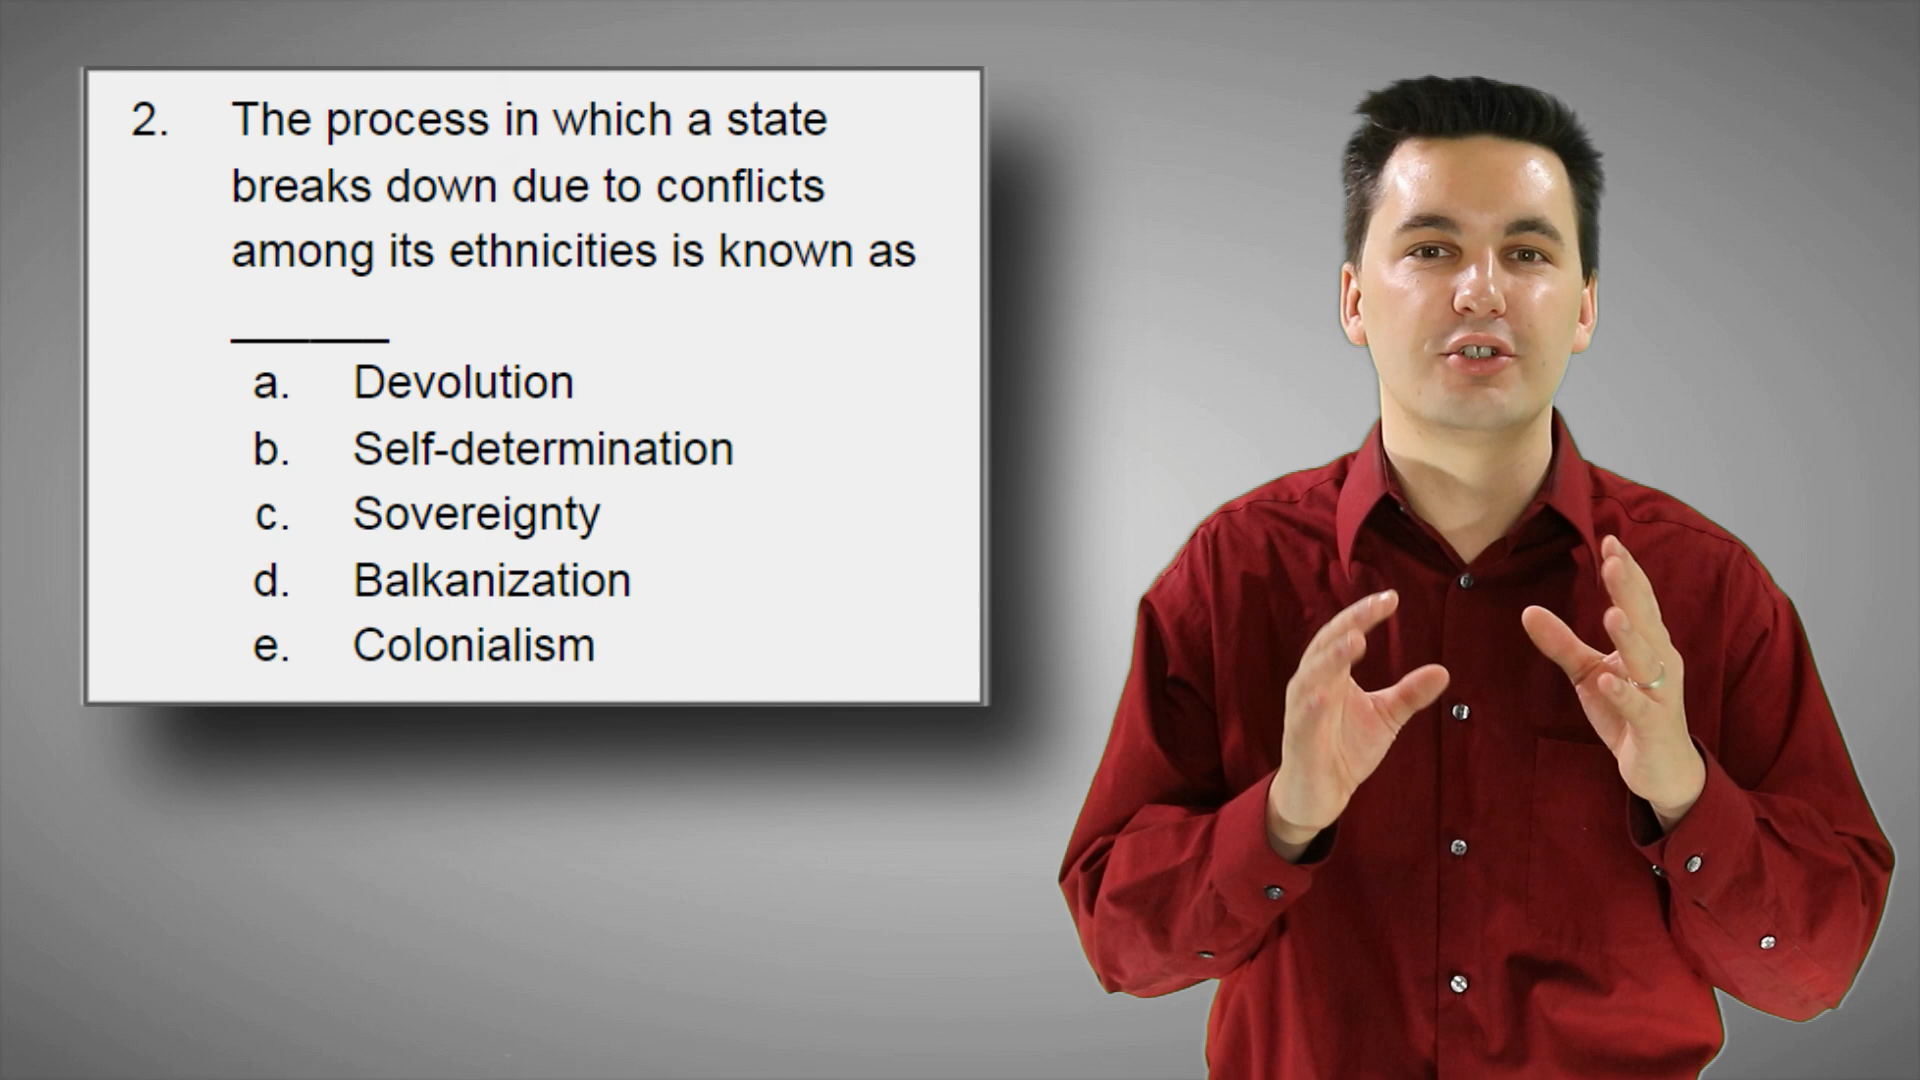 2. The process in which a state
breaks down due to conflicts
among its ethnicities is known as
______
a. Devolution
b. Self-determination
c. Sovereignty
d. Balkanization
e. Colonialism